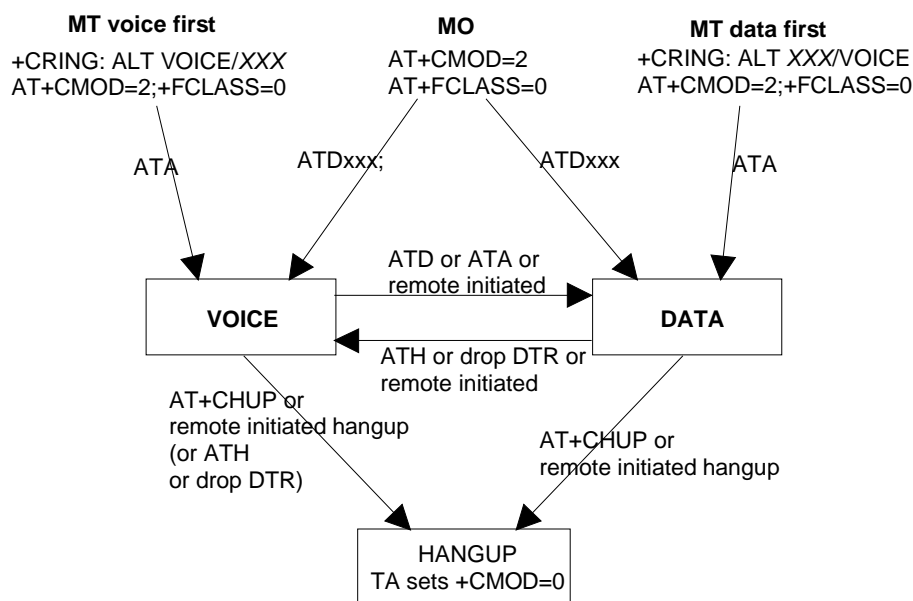 MT voice first
+CRING: ALT VOICE/XXX
AT+CMOD=2;+FCLASS=0
MO
AT+CMOD=2
AT+FCLASS=0
MT data first
+CRING: ALT XXX/VOICE
AT+CMOD=2;+FCLASS=0
ATA
ATDxxx;
ATDxxx
ATA
ATD or ATA or
remote initiated
VOICE
DATA
ATH or drop DTR or
remote initiated
AT+CHUP or
remote initiated hangup
(or ATH
or drop DTR)
AT+CHUP or
remote initiated hangup
HANGUP
TA sets +CMOD=0